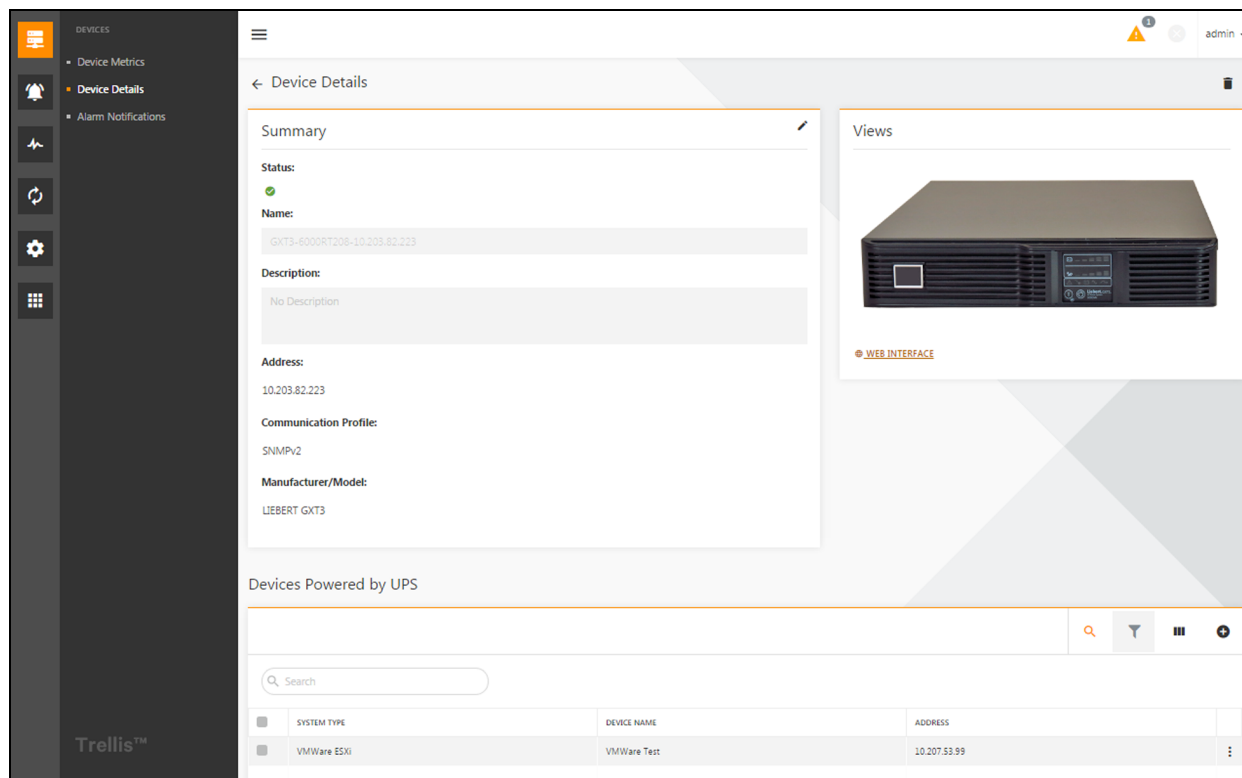 DEVICES
1
admin
Device Metrics
Device Details
Alarm Notifications
Device Details
Summary
Views
Status:
Name:
GXT3-6000RT208-10.203.82.223
Description:
No Description
Address:
10.203.82.223
WEB INTERFACE
Communication Profile:
SNMPv2
Manufacturer/Model:
LIEBERT GXT3
Devices Powered by UPS
Search
SYSTEM TYPE DEVICE NAME ADDRESS
VMWare ESXi VMWare Test 10.207.53.99
Trellis™